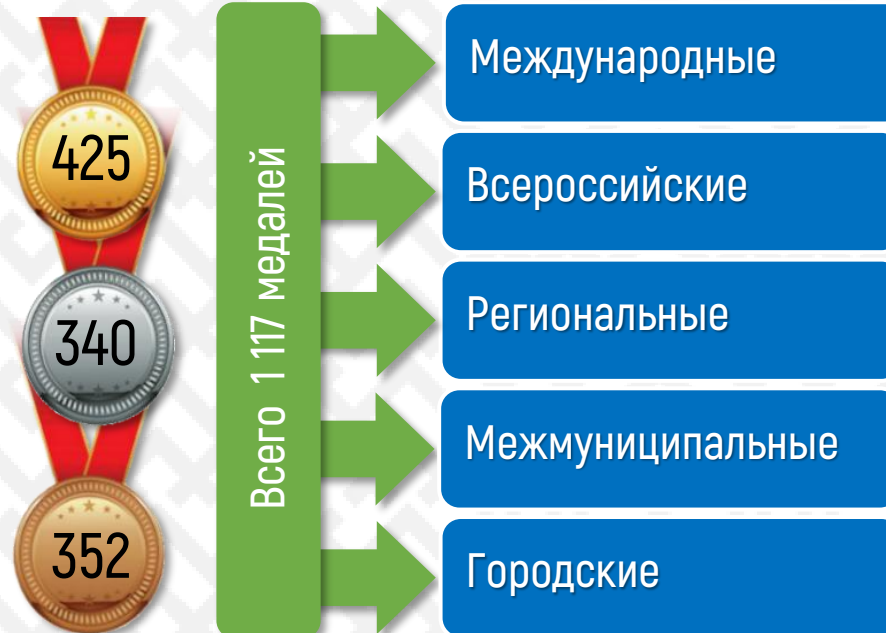 425
340
352
Всего 1 117 медалей
Международные
Всероссийские
Региональные
Межмуниципальные
Городские